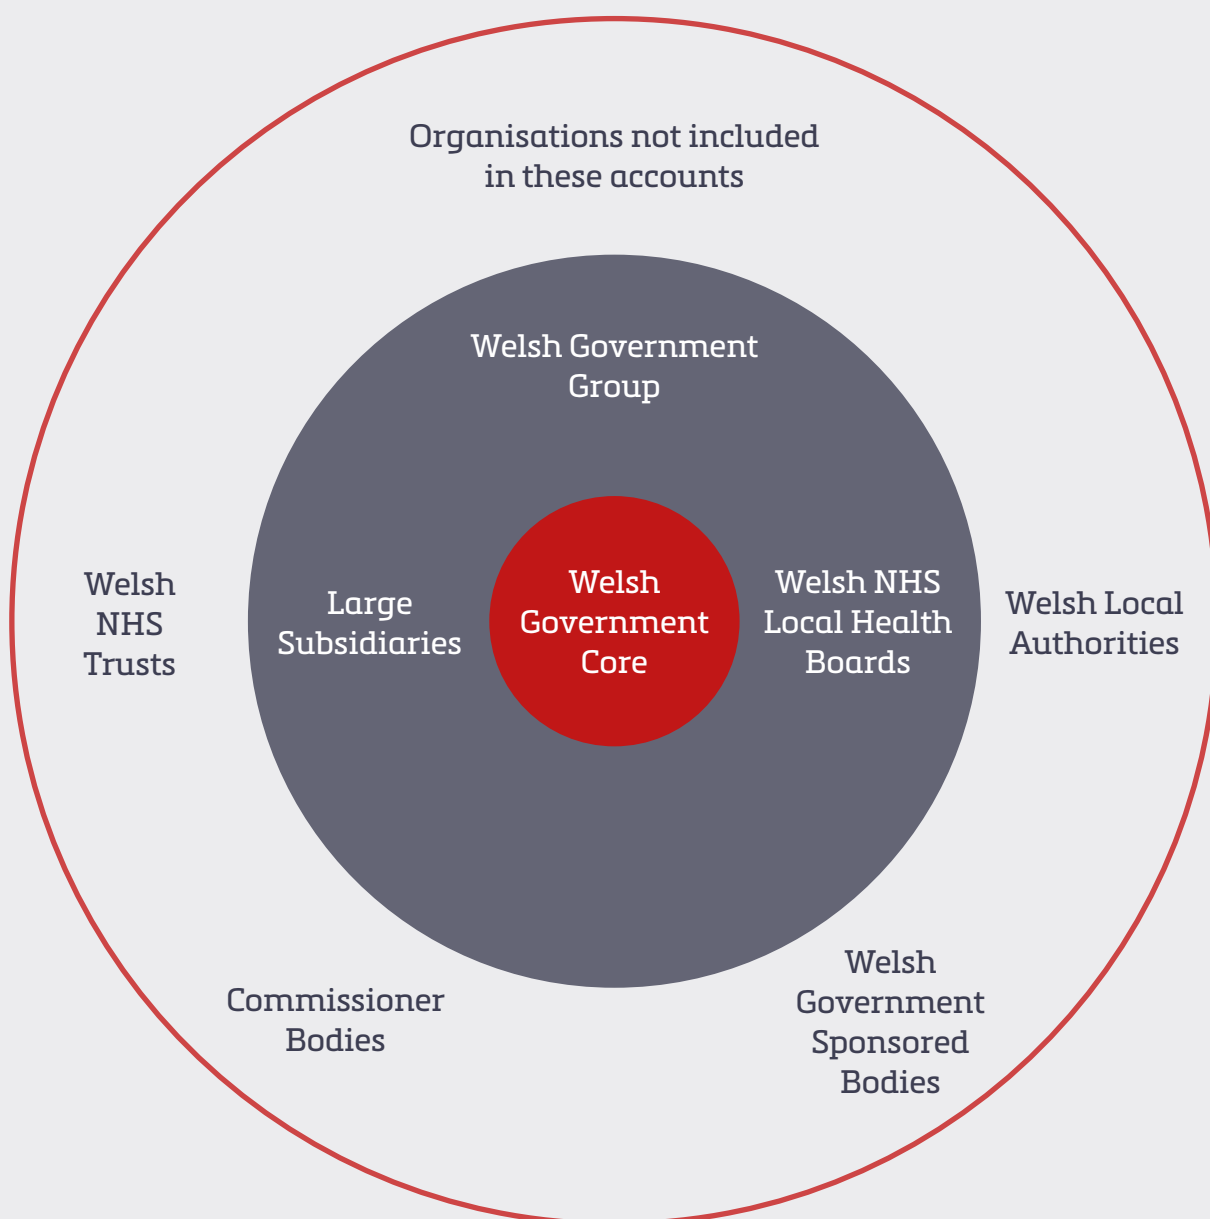 Organisations not included
in these accounts
Welsh Government
Group
Welsh
NHS
Trusts
Large
Subsidiaries
Welsh
Government
Core
Welsh NHS
Local Health
Boards
Welsh Local
Authorities
Commissioner
Bodies
Welsh
Government
Sponsored
Bodies